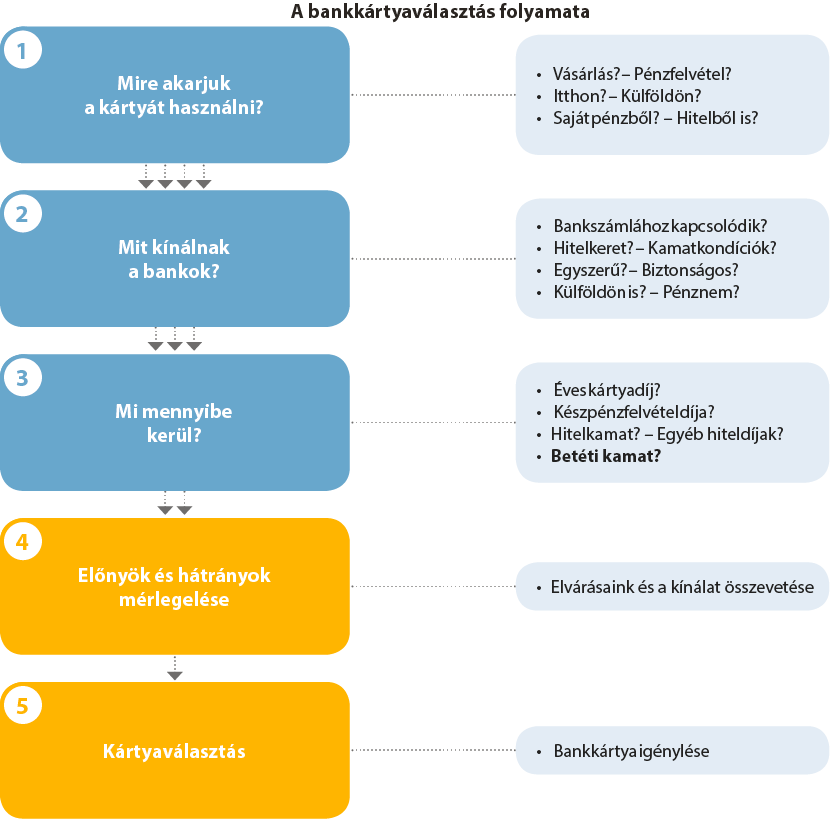 A bankkártyaválasztás folyamata
1
Mire akarjuk
a kártyát használni?
• Vásárlás? – Pénzfelvétel?
• Itthon? – Külföldön?
• Saját pénzből? – Hitelből is?
2
Mit kínálnak
a bankok?
• Bankszámlához kapcsolódik?
• Hitelkeret? – Kamatkondíciók?
• Egyszerű? – Biztonságos?
• Külföldön is? – Pénznem?
3
Mi mennyibe
kerül?
• Éves kártyadíj?
• Készpénzfelvétel díja?
• Hitelkamat? – Egyéb hiteldíjak?
• Betéti kamat?
4
Előnyök és hátrányok
mérlegelése
• Elvárásaink és a kínálat összevetése
5
Kártyaválasztás
• Bankkártya igénylése